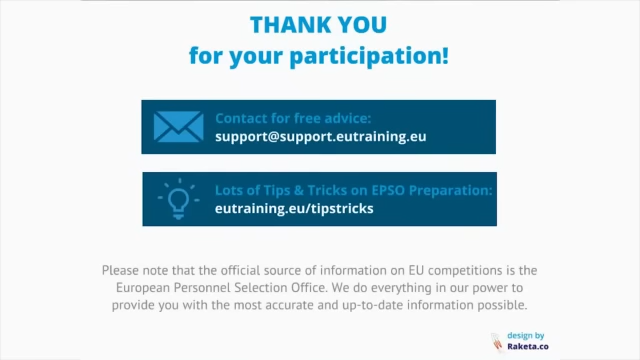 THANK YOU
for your participation!
Contact for free advice:
support@support.eutraining.eu
Lots of Tips & Tricks on EPSO Preparation:
eutraining.eu/tipstricks
Please note that the official source of information on EU competitions is the
European Personnel Selection Office. We do everything in our power to
provide you with the most accurate and up-to-date information possible.
design by
Raketa.co